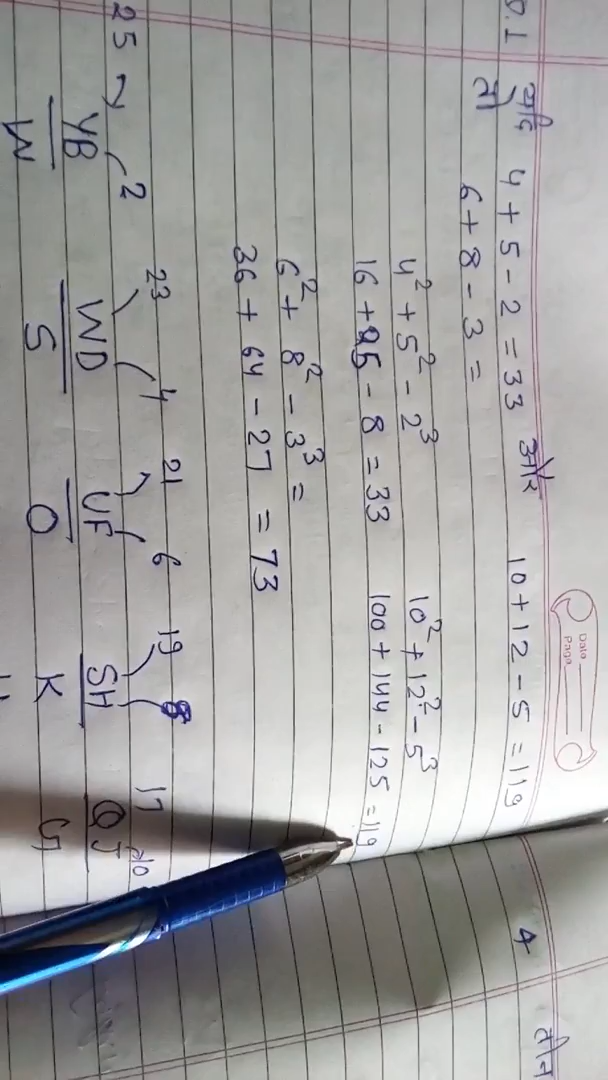 Date
Page
Q.1 यदि 4 + 5 - 2 = 33 और 10 + 12 - 5 = 119
तो 6 + 8 - 3 =
4² + 5² - 2³ 10² + 12² - 5³
16 + 25 - 8 = 33 100 + 144 - 125 = 119
6² + 8² - 3³ =
36 + 64 - 27 = 73
25 2 23 4 21 6 19 8 17 10
YB WD UF SH QJ
W S O K G
4